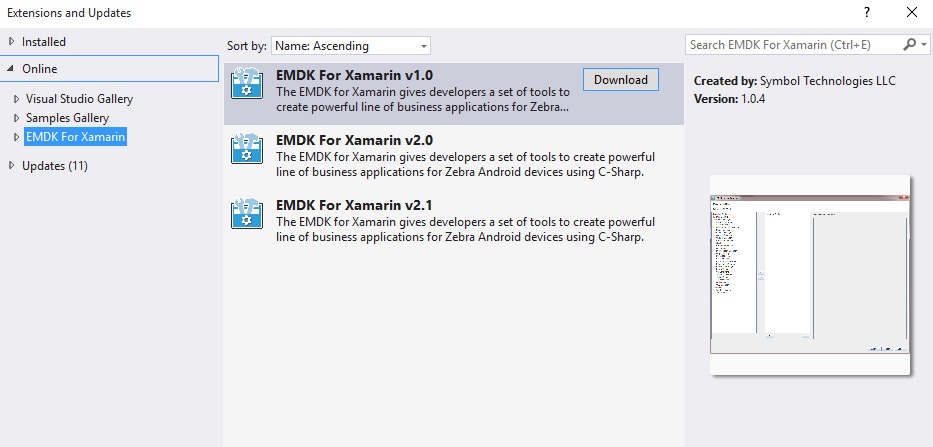 Extensions and Updates
? 
Installed
Online
Visual Studio Gallery
Samples Gallery
EMDK For Xamarin
Updates (11)
Sort by: Name: Ascending
EMDK For Xamarin v1.0
The EMDK for Xamarin gives developers a set of tools to
create powerful line of business applications for Zebra...
Download
EMDK For Xamarin v2.0
The EMDK for Xamarin gives developers a set of tools to create powerful
line of business applications for Zebra Android devices using C-Sharp.
EMDK For Xamarin v2.1
The EMDK for Xamarin gives developers a set of tools to create powerful
line of business applications for Zebra Android devices using C-Sharp.
Search EMDK For Xamarin (Ctrl+E)
Created by: Symbol Technologies LLC
Version: 1.0.4